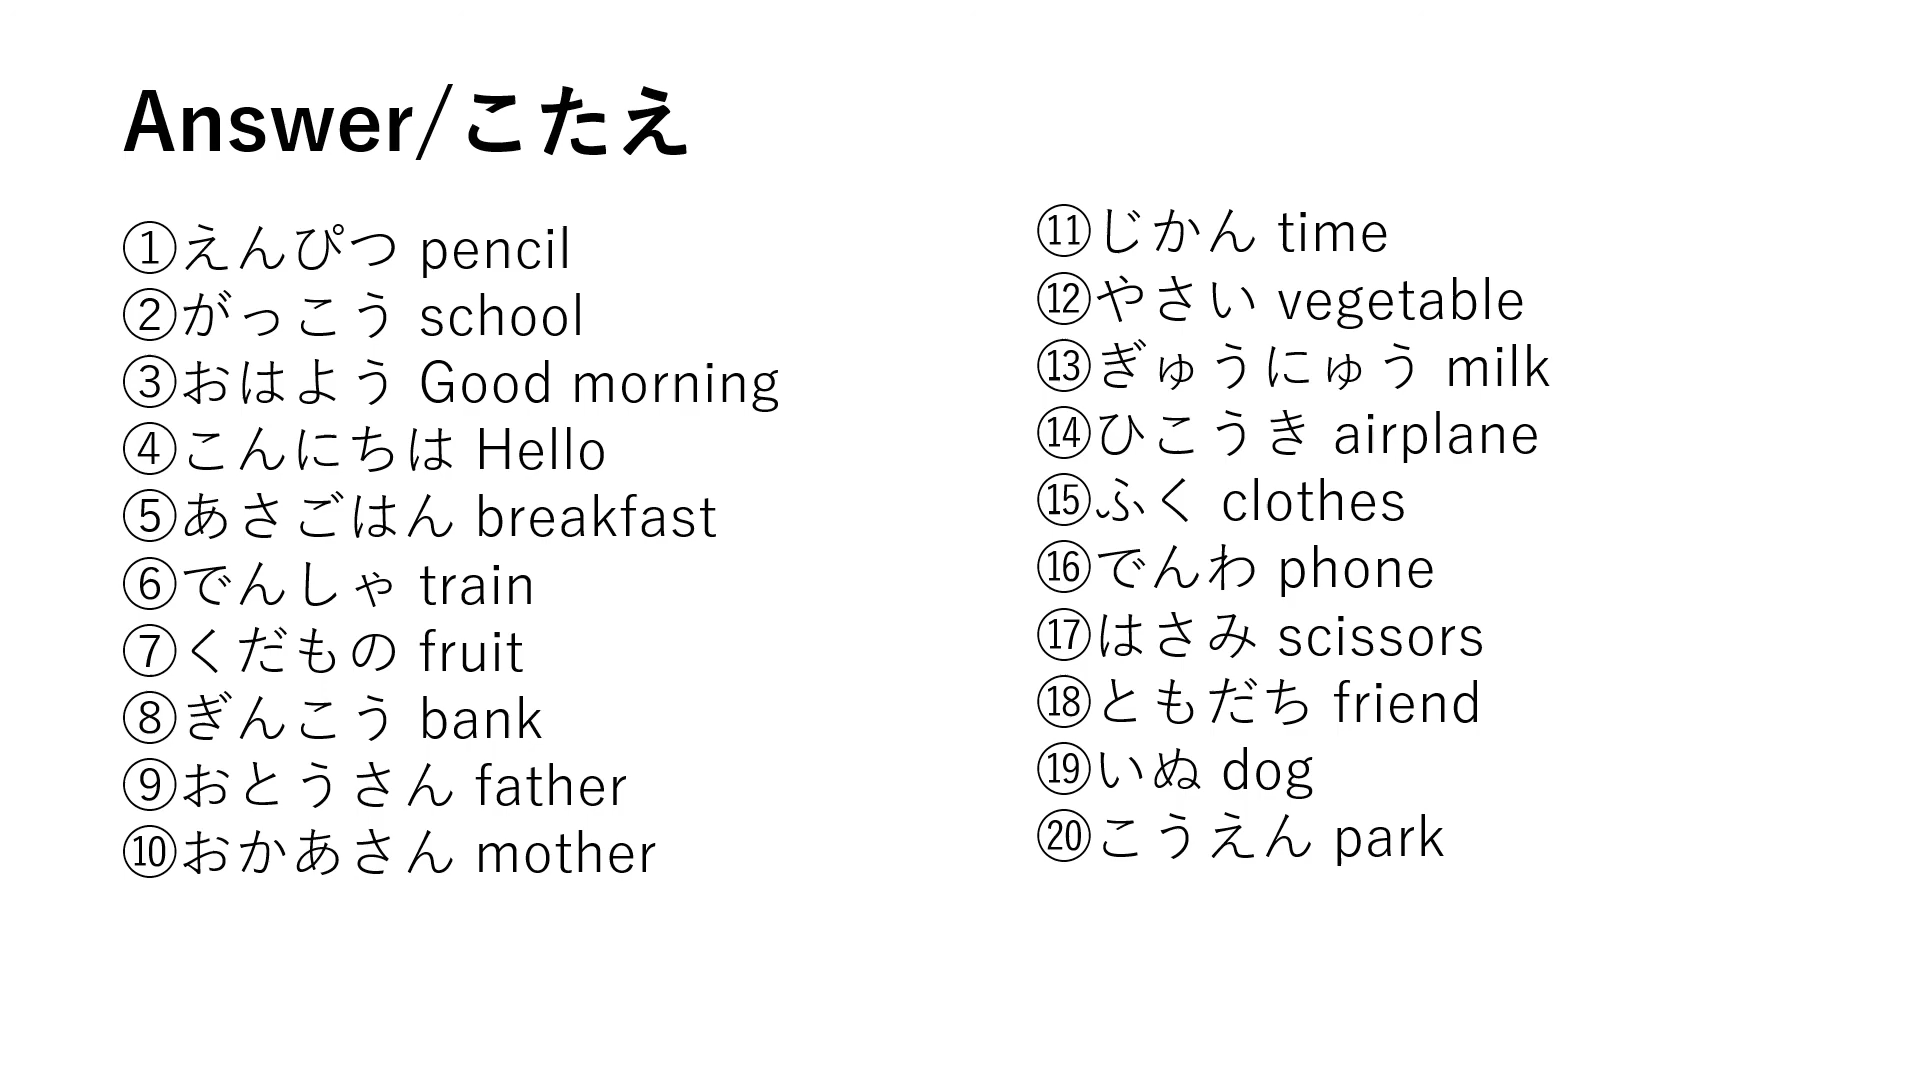 Answer/こたえ
①えんぴつ pencil
②がっこう school
③おはよう Good morning
④こんにちは Hello
⑤あさごはん breakfast
⑥でんしゃ train
⑦くだもの fruit
⑧ぎんこう bank
⑨おとうさん father
⑩おかあさん mother
⑪じかん time
⑫やさい vegetable
⑬ぎゅうにゅう milk
⑭ひこうき airplane
⑮ふく clothes
⑯でんわ phone
⑰はさみ scissors
⑱ともだち friend
⑲いぬ dog
⑳こうえん park